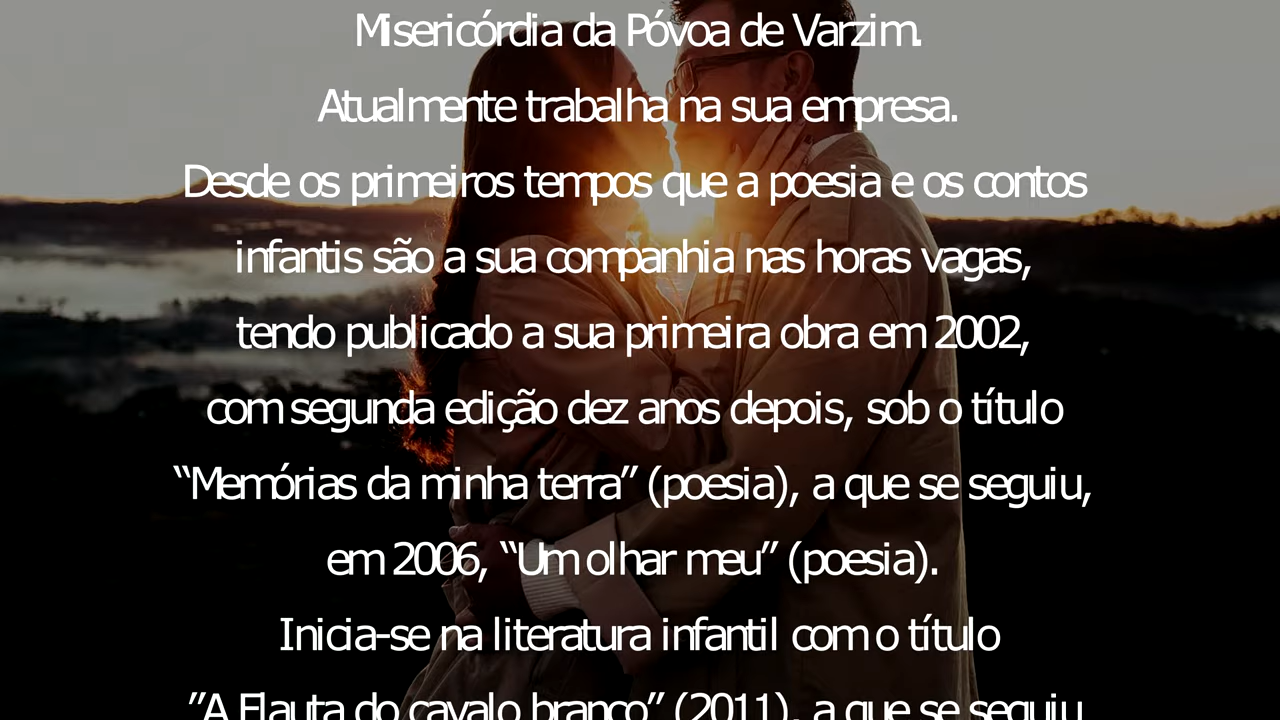 Misericórdia da Póvoa de Varzim.
Atualmente trabalha na sua empresa.
Desde os primeiros tempos que a poesia e os contos
infantis são a sua companhia nas horas vagas,
tendo publicado a sua primeira obra em 2002,
com segunda edição dez anos depois, sob o título
“Memórias da minha terra” (poesia), a que se seguiu,
em 2006, “Um olhar meu” (poesia).
Inicia-se na literatura infantil com o título
”A Flauta do cavalo branco” (2011), a que se seguiu